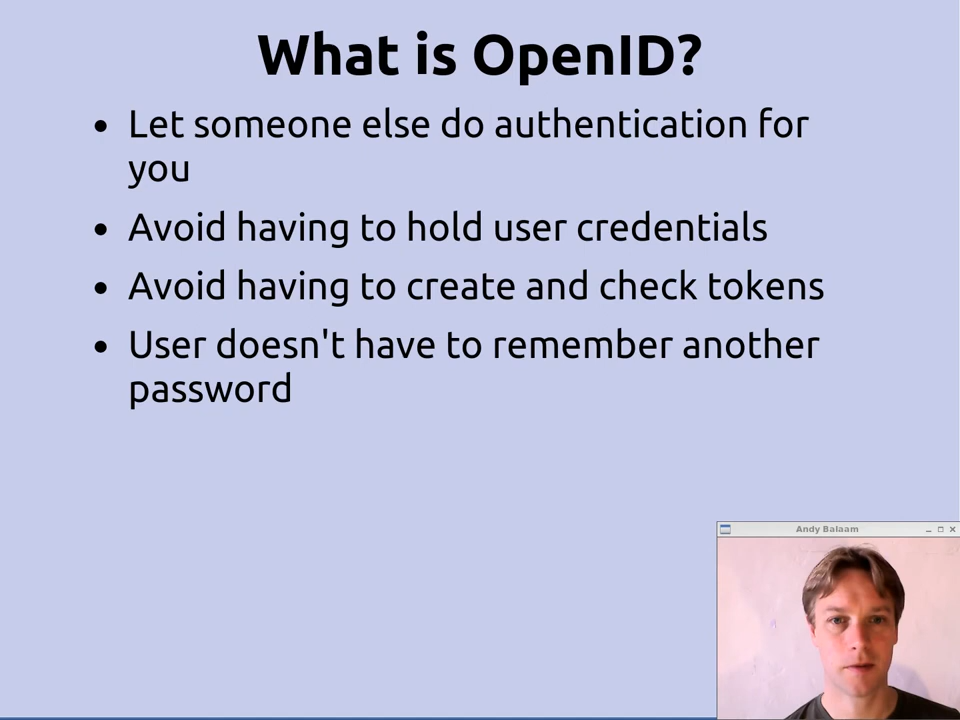 What is OpenID?
• Let someone else do authentication for
you
• Avoid having to hold user credentials
• Avoid having to create and check tokens
• User doesn't have to remember another
password
Andy Balaam